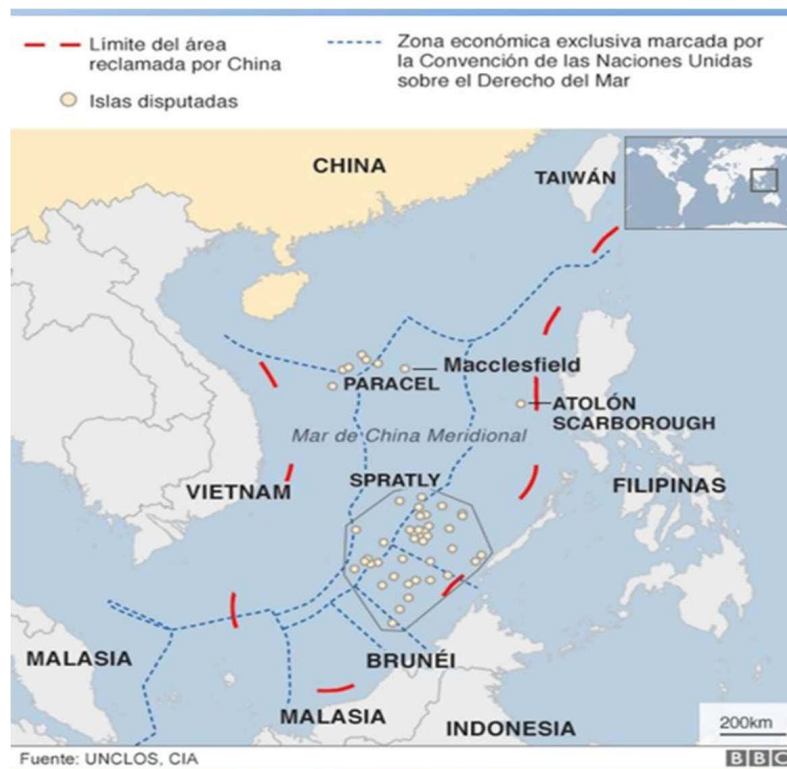 Límite del área
reclamada por China
Islas disputadas
Zona económica exclusiva marcada por
la Convención de las Naciones Unidas
sobre el Derecho del Mar
CHINA
TAIWÁN
Macclesfield
PARACEL
ATOLÓN
SCARBOROUGH
Mar de China Meridional
SPRATLY
VIETNAM
FILIPINAS
MALASIA
BRUNÉI
MALASIA
INDONESIA
200km
Fuente: UNCLOS, CIA
BBC